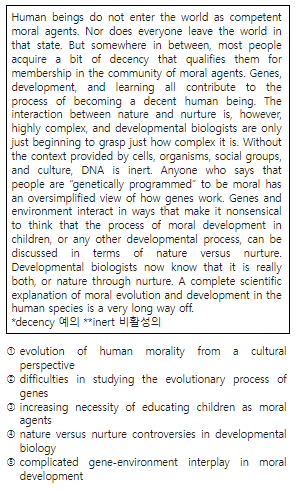 Human beings do not enter the world as competent
moral agents. Nor does everyone leave the world in
that state. But somewhere in between, most people
acquire a bit of decency that qualifies them for
membership in the community of moral agents. Genes,
development, and learning all contribute to the
process of becoming a decent human being. The
interaction between nature and nurture is, however,
highly complex, and developmental biologists are only
just beginning to grasp just how complex it is. Without
the context provided by cells, organisms, social groups,
and culture, DNA is inert. Anyone who says that
people are “genetically programmed” to be moral has
an oversimplified view of how genes work. Genes and
environment interact in ways that make it nonsensical
to think that the process of moral development in
children, or any other developmental process, can be
discussed in terms of nature versus nurture.
Developmental biologists now know that it is really
both, or nature through nurture. A complete scientific
explanation of moral evolution and development in the
human species is a very long way off.
*decency 예의 **inert 비활성의
① evolution of human morality from a cultural
perspective
② difficulties in studying the evolutionary process of
genes
③ increasing necessity of educating children as moral
agents
④ nature versus nurture controversies in developmental
biology
⑤ complicated gene-environment interplay in moral
development